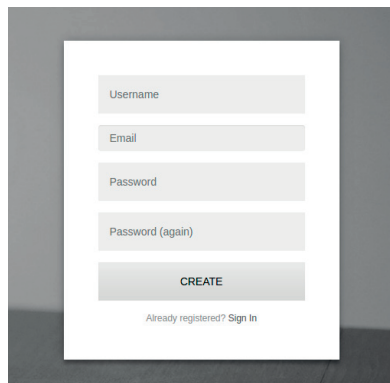 Username
Email
Password
Password (again)
CREATE
Already registered? Sign In